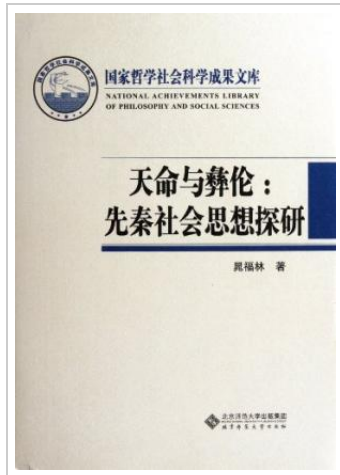 国家哲学社会科学成果文库
NATIONAL ACHIEVEMENTS LIBRARY
OF PHILOSOPHY AND SOCIAL SCIENCES
天命与彝伦：
先秦社会思想探研
晁福林 著
北京师范大学出版集团